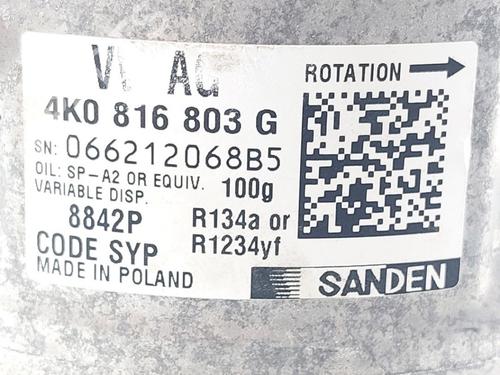 AG
ROTATION
4K0 816 803 G
SN: 066212068B5
OIL: SP-A2 OR EQUIV. 100g
VARIABLE DISP.
8842P R134a or
CODE SYP R1234yf
MADE IN POLAND
SANDEN